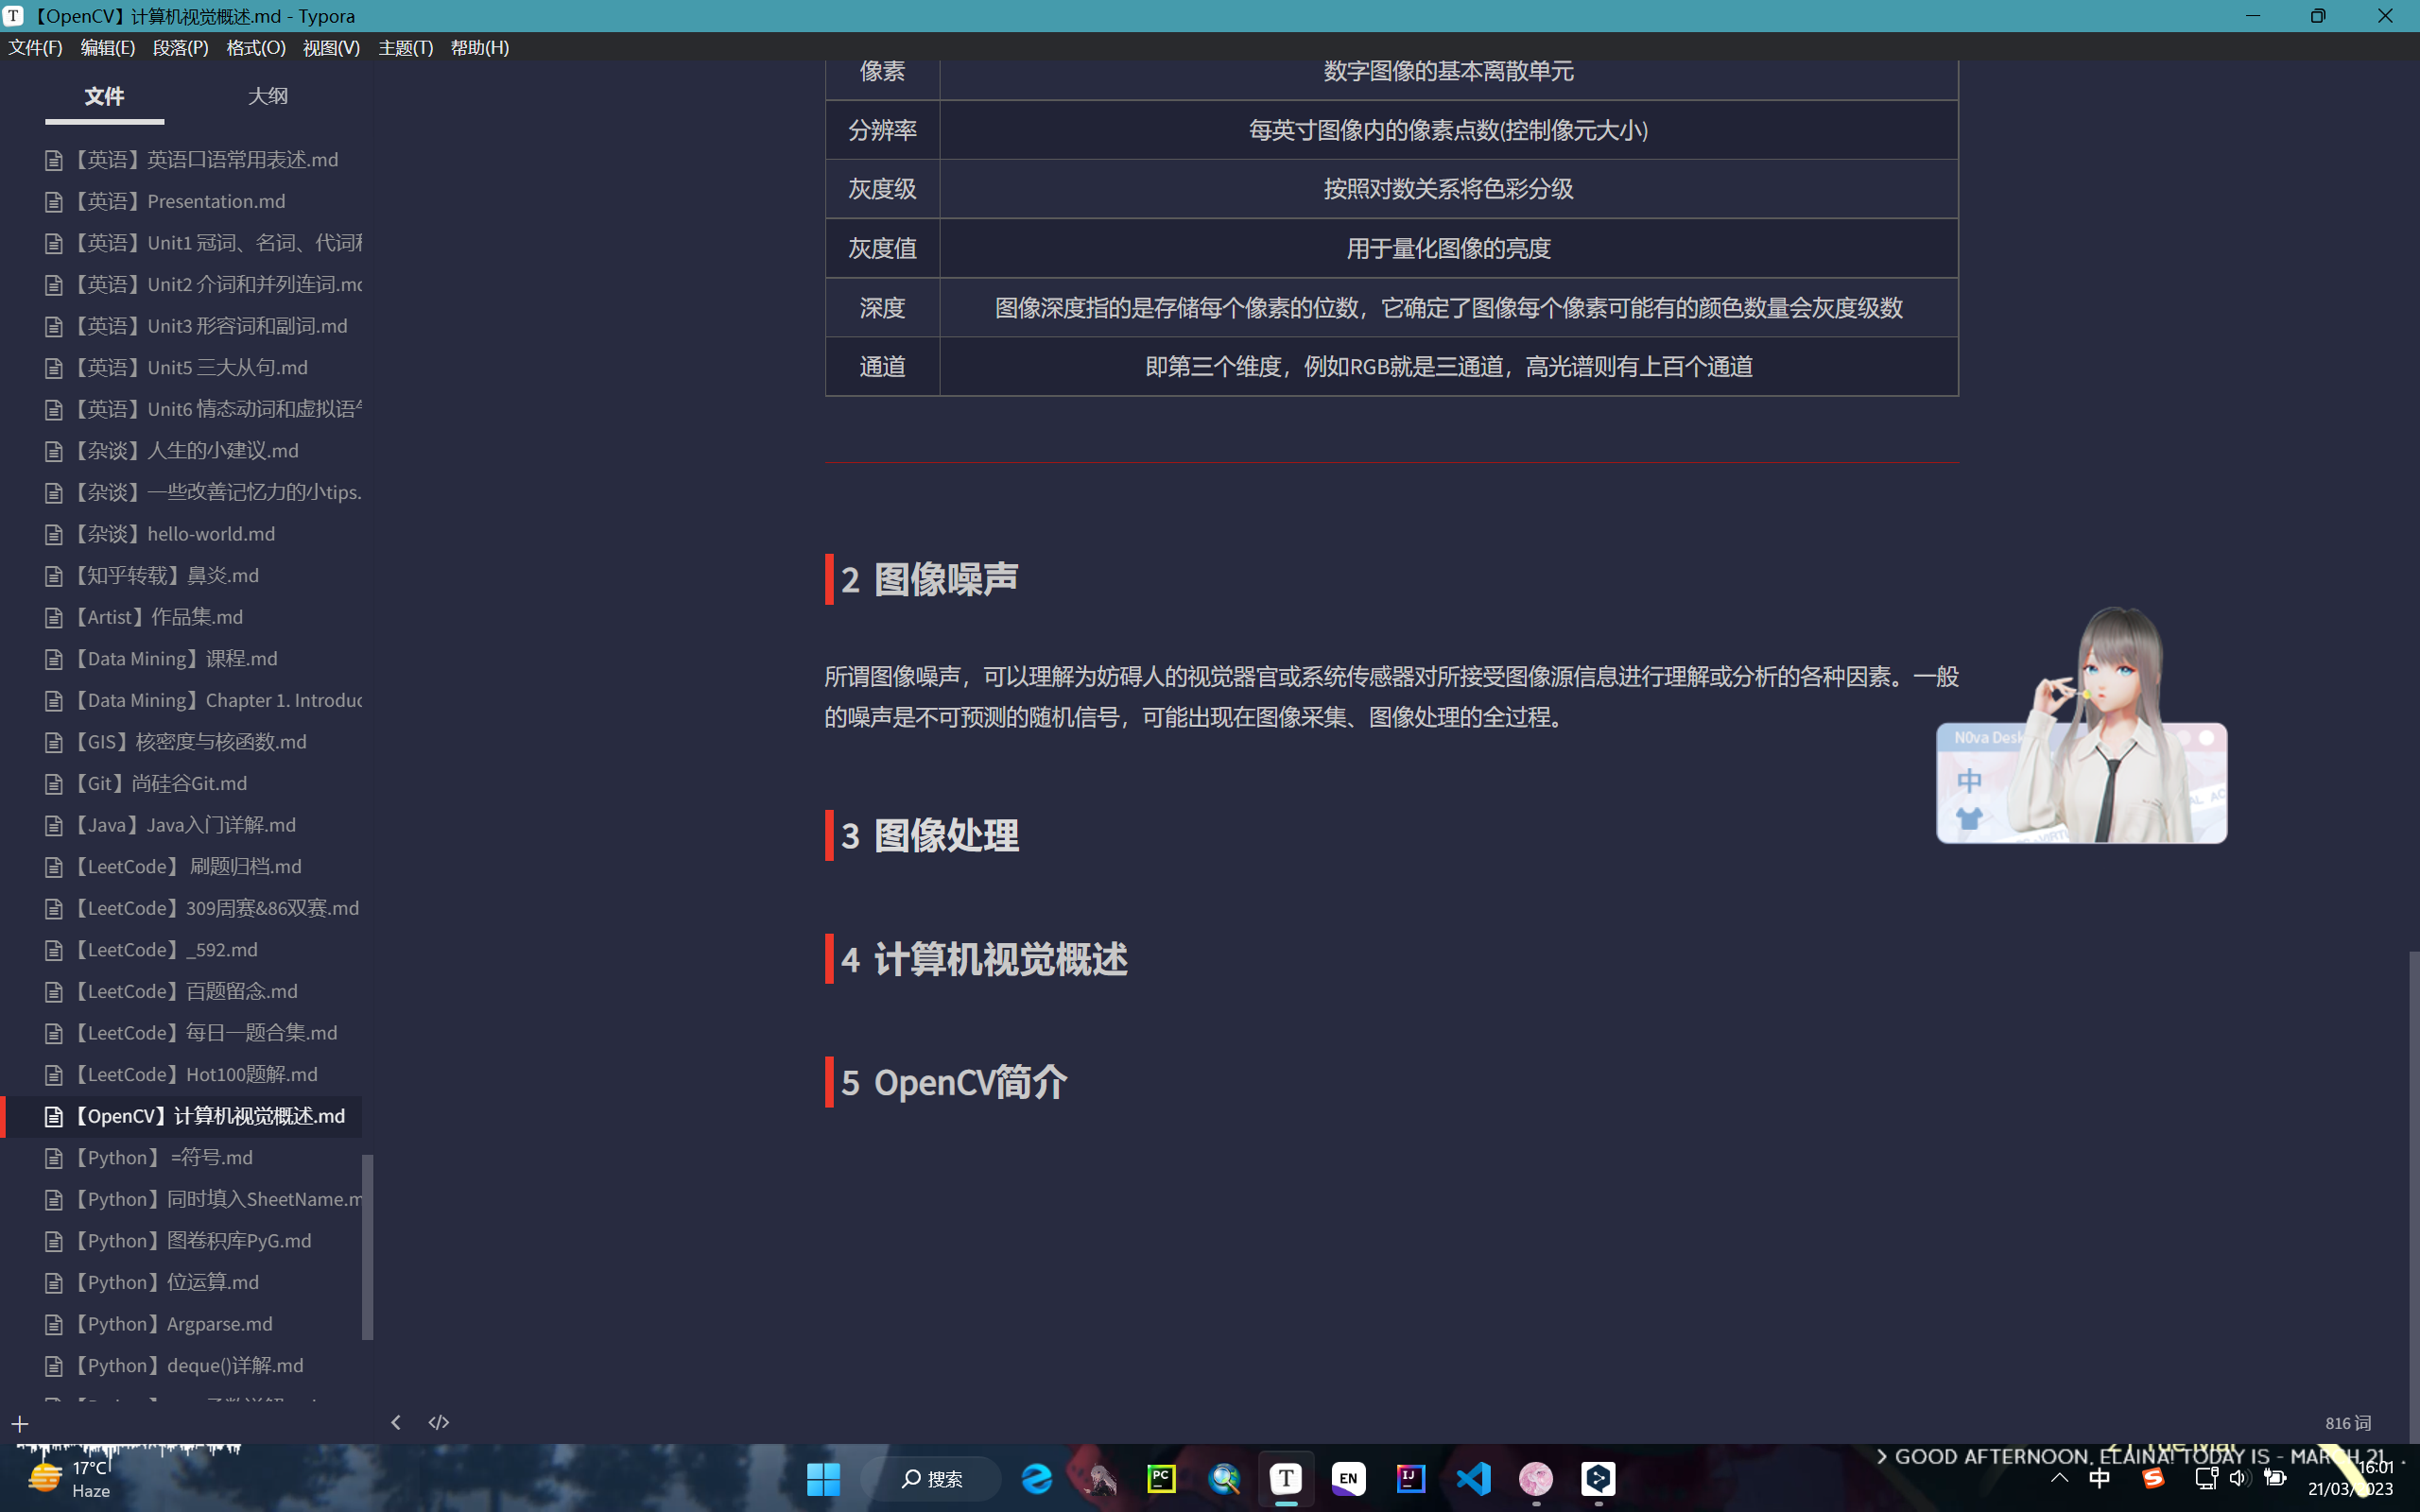 【OpenCV】计算机视觉概述.md - Typora
文件(F) 编辑(E) 段落(P) 格式(O) 视图(V) 主题(T) 帮助(H)
文件 大纲
【英语】英语口语常用表述.md
【英语】Presentation.md
【英语】Unit1 冠词、名词、代词
【英语】Unit2 介词和并列连词.md
【英语】Unit3 形容词和副词.md
【英语】Unit5 三大从句.md
【英语】Unit6 情态动词和虚拟语
【杂谈】人生的小建议.md
【杂谈】一些改善记忆力的小tips.
【杂谈】hello-world.md
【知乎转载】鼻炎.md
【Artist】作品集.md
【Data Mining】课程.md
【Data Mining】Chapter 1. Introduc
【GIS】核密度与核函数.md
【Git】尚硅谷Git.md
【Java】Java入门详解.md
【LeetCode】 刷题归档.md
【LeetCode】309周赛&86双赛.md
【LeetCode】_592.md
【LeetCode】百题留念.md
【LeetCode】每日一题合集.md
【LeetCode】Hot100题解.md
【OpenCV】计算机视觉概述.md
【Python】 =符号.md
【Python】同时填入SheetName.m
【Python】图卷积库PyG.md
【Python】位运算.md
【Python】Argparse.md
【Python】deque()详解.md
像素 数字图像的基本离散单元
分辨率 每英寸图像内的像素点数(控制像元大小)
灰度级 按照对数关系将色彩分级
灰度值 用于量化图像的亮度
深度 图像深度指的是存储每个像素的位数，它确定了图像每个像素可能有的颜色数量会灰度级数
通道 即第三个维度，例如RGB就是三通道，高光谱则有上百个通道
2 图像噪声
所谓图像噪声，可以理解为妨碍人的视觉器官或系统传感器对所接受图像源信息进行理解或分析的各种因素。一般
的噪声是不可预测的随机信号，可能出现在图像采集、图像处理的全过程。
N0va Desk
中
3 图像处理
4 计算机视觉概述
5 OpenCV简介
816 词
17°C
Haze
搜索
PC
T
EN
IJ
GOOD AFTERNOON, ELAINA! TODAY IS - MARCH 21
中
16:01
21/03/2023